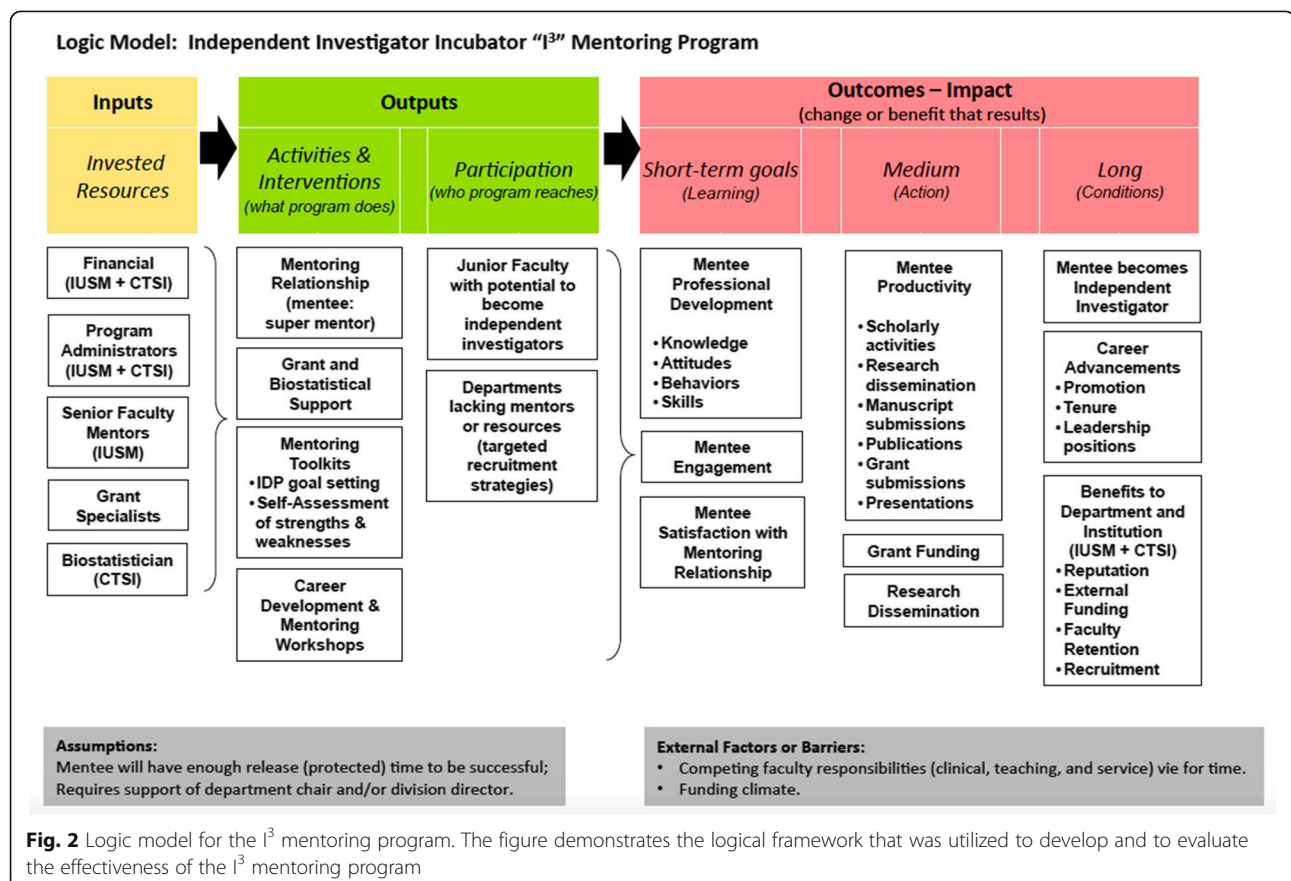 Logic Model: Independent Investigator Incubator “I³” Mentoring Program
Inputs
Invested
Resources
Outputs
Activities &
Interventions
(what program does)
Participation
(who program reaches)
Outcomes – Impact
(change or benefit that results)
Short-term goals
(Learning)
Medium
(Action)
Long
(Conditions)
Financial
(IUSM + CTSI)
Program
Administrators
(IUSM + CTSI)
Senior Faculty
Mentors
(IUSM)
Grant
Specialists
Biostatistician
(CTSI)
Mentoring
Relationship
(mentee:
super mentor)
Grant and
Biostatistical
Support
Mentoring
Toolkits
• IDP goal setting
• Self-Assessment
of strengths &
weaknesses
Career
Development &
Mentoring
Workshops
Junior Faculty
with potential to
become
independent
investigators
Departments
lacking mentors
or resources
(targeted
recruitment
strategies)
Mentee
Professional
Development
• Knowledge
• Attitudes
• Behaviors
• Skills
Mentee
Engagement
Mentee
Satisfaction with
Mentoring
Relationship
Mentee
Productivity
• Scholarly
activities
• Research
dissemination
• Manuscript
submissions
• Publications
• Grant
submissions
• Presentations
Grant Funding
Research
Dissemination
Mentee becomes
Independent
Investigator
Career
Advancements
• Promotion
• Tenure
• Leadership
positions
Benefits to
Department and
Institution
(IUSM + CTSI)
• Reputation
• External
Funding
• Faculty
Retention
• Recruitment
Assumptions:
Mentee will have enough release (protected) time to be successful;
Requires support of department chair and/or division director.
External Factors or Barriers:
• Competing faculty responsibilities (clinical, teaching, and service) vie for time.
• Funding climate.
Fig. 2 Logic model for the I³ mentoring program. The figure demonstrates the logical framework that was utilized to develop and to evaluate
the effectiveness of the I³ mentoring program